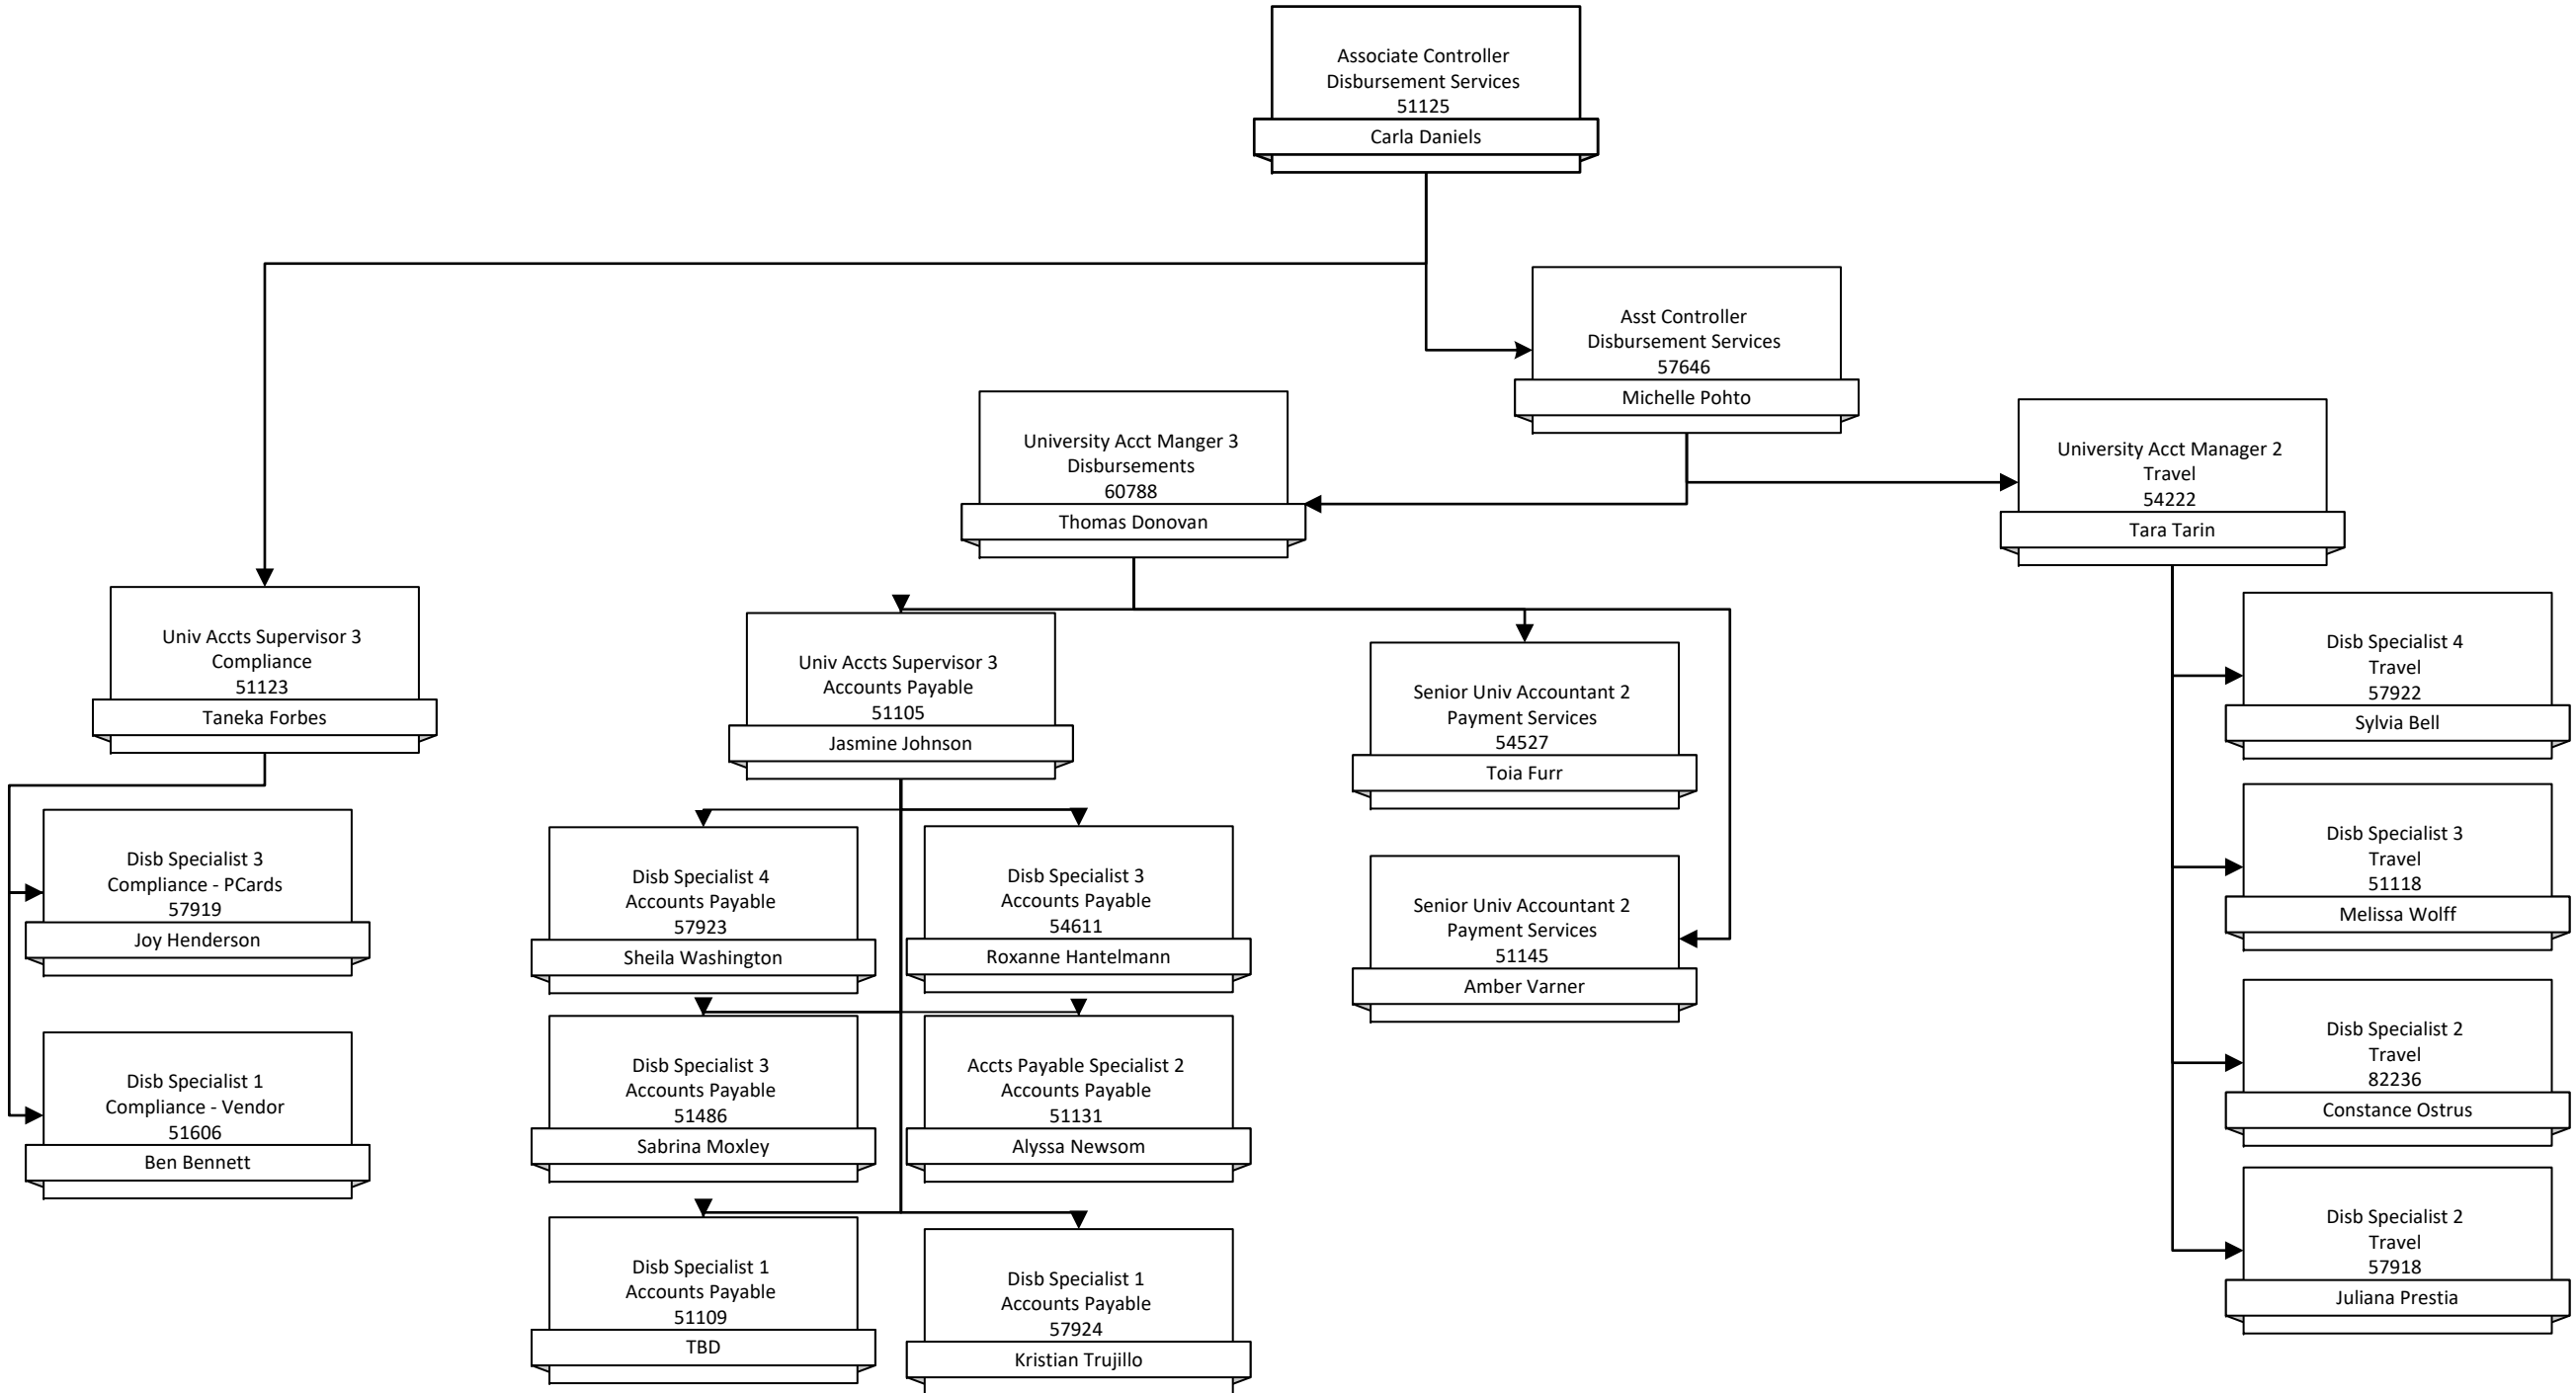 Associate Controller
Disbursement Services
51125
Carla Daniels
Asst Controller
Disbursement Services
57646
Michelle Pohto
University Acct Manger 3
Disbursements
60788
Thomas Donovan
University Acct Manager 2
Travel
54222
Tara Tarin
Univ Accts Supervisor 3
Compliance
51123
Taneka Forbes
Univ Accts Supervisor 3
Accounts Payable
51105
Jasmine Johnson
Senior Univ Accountant 2
Payment Services
54527
Toia Furr
Disb Specialist 4
Travel
57922
Sylvia Bell
Disb Specialist 3
Compliance - PCards
57919
Joy Henderson
Disb Specialist 4
Accounts Payable
57923
Sheila Washington
Disb Specialist 3
Accounts Payable
54611
Roxanne Hantelmann
Senior Univ Accountant 2
Payment Services
51145
Amber Varner
Disb Specialist 3
Travel
51118
Melissa Wolff
Disb Specialist 1
Compliance - Vendor
51606
Ben Bennett
Disb Specialist 3
Accounts Payable
51486
Sabrina Moxley
Accts Payable Specialist 2
Accounts Payable
51131
Alyssa Newsom
Disb Specialist 2
Travel
82236
Constance Ostrus
Disb Specialist 1
Accounts Payable
51109
TBD
Disb Specialist 1
Accounts Payable
57924
Kristian Trujillo
Disb Specialist 2
Travel
57918
Juliana Prestia